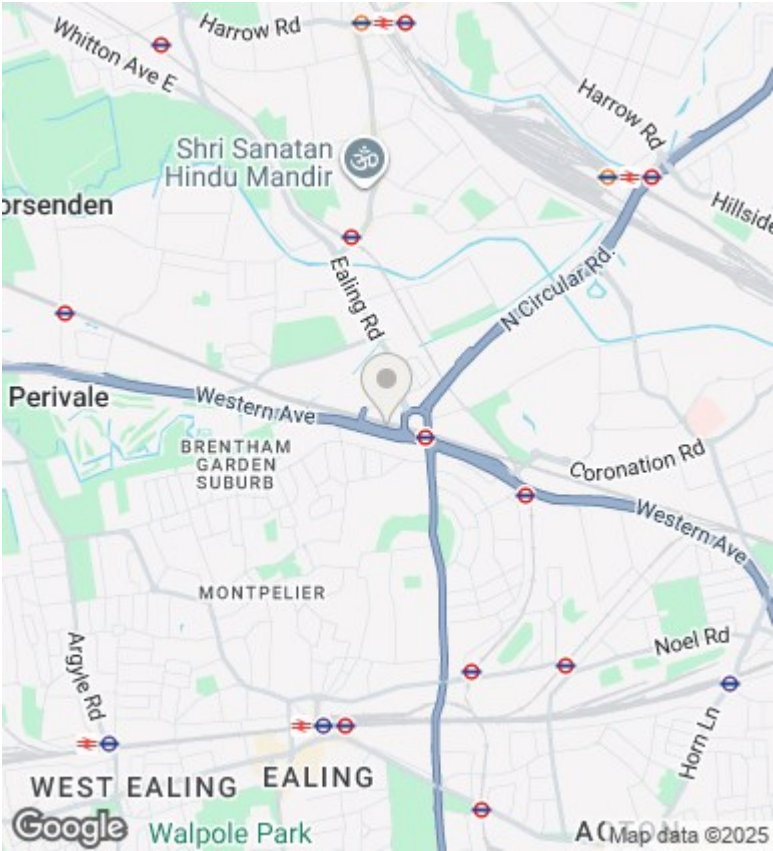 Harrow Rd
Whitton Ave E
Harrow Rd
Shri Sanatan
Hindu Mandir
ॐ
orsenden
Hillside
Ealing Rd
N Circular Rd
Perivale
Western Ave
BRENTHAM
GARDEN
SUBURB
Coronation Rd
Western Ave
MONTPELIER
Argyle Rd
Noel Rd
Horn Ln
WEST EALING
EALING
Google
Walpole Park
ACTON
Map data ©2025